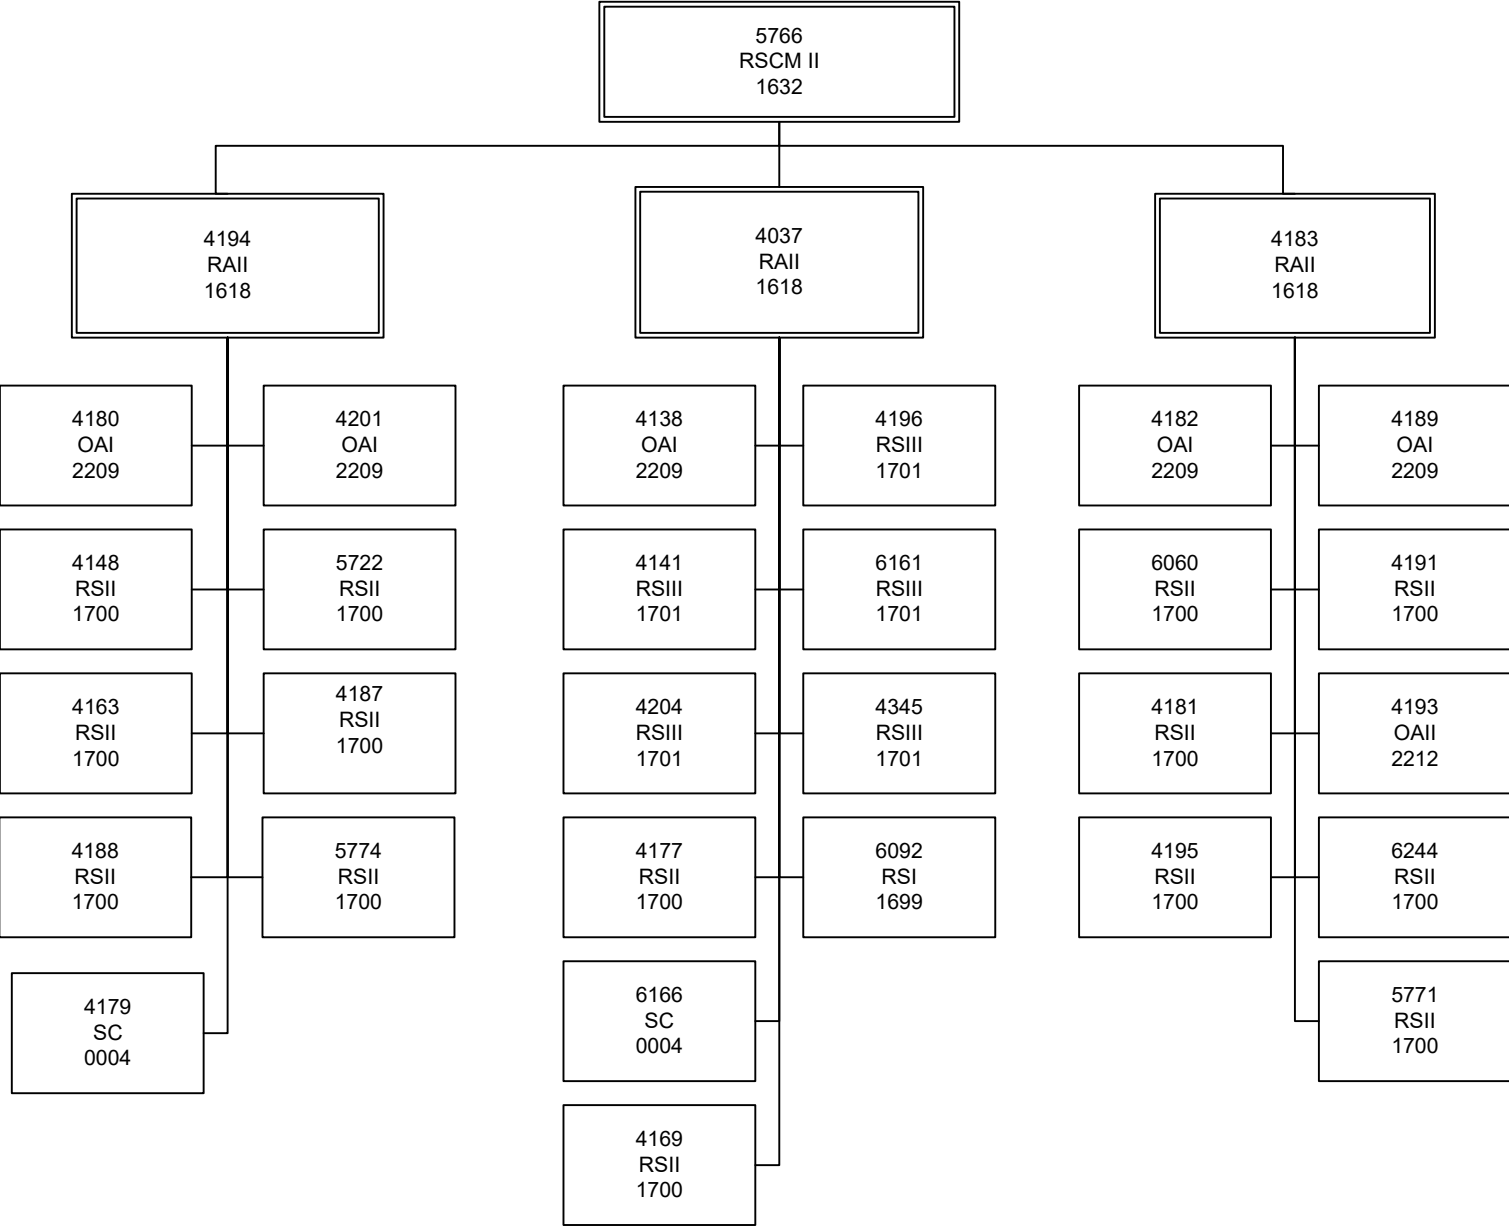 5766
RSCM II
1632
4194
RAII
1618
4037
RAII
1618
4183
RAII
1618
4180
OAI
2209
4201
OAI
2209
4138
OAI
2209
4196
RSIII
1701
4182
OAI
2209
4189
OAI
2209
4148
RSII
1700
5722
RSII
1700
4141
RSIII
1701
6161
RSIII
1701
6060
RSII
1700
4191
RSII
1700
4163
RSII
1700
4187
RSII
1700
4204
RSIII
1701
4345
RSIII
1701
4181
RSII
1700
4193
OAII
2212
4188
RSII
1700
5774
RSII
1700
4177
RSII
1700
6092
RSI
1699
4195
RSII
1700
6244
RSII
1700
4179
SC
0004
6166
SC
0004
5771
RSII
1700
4169
RSII
1700